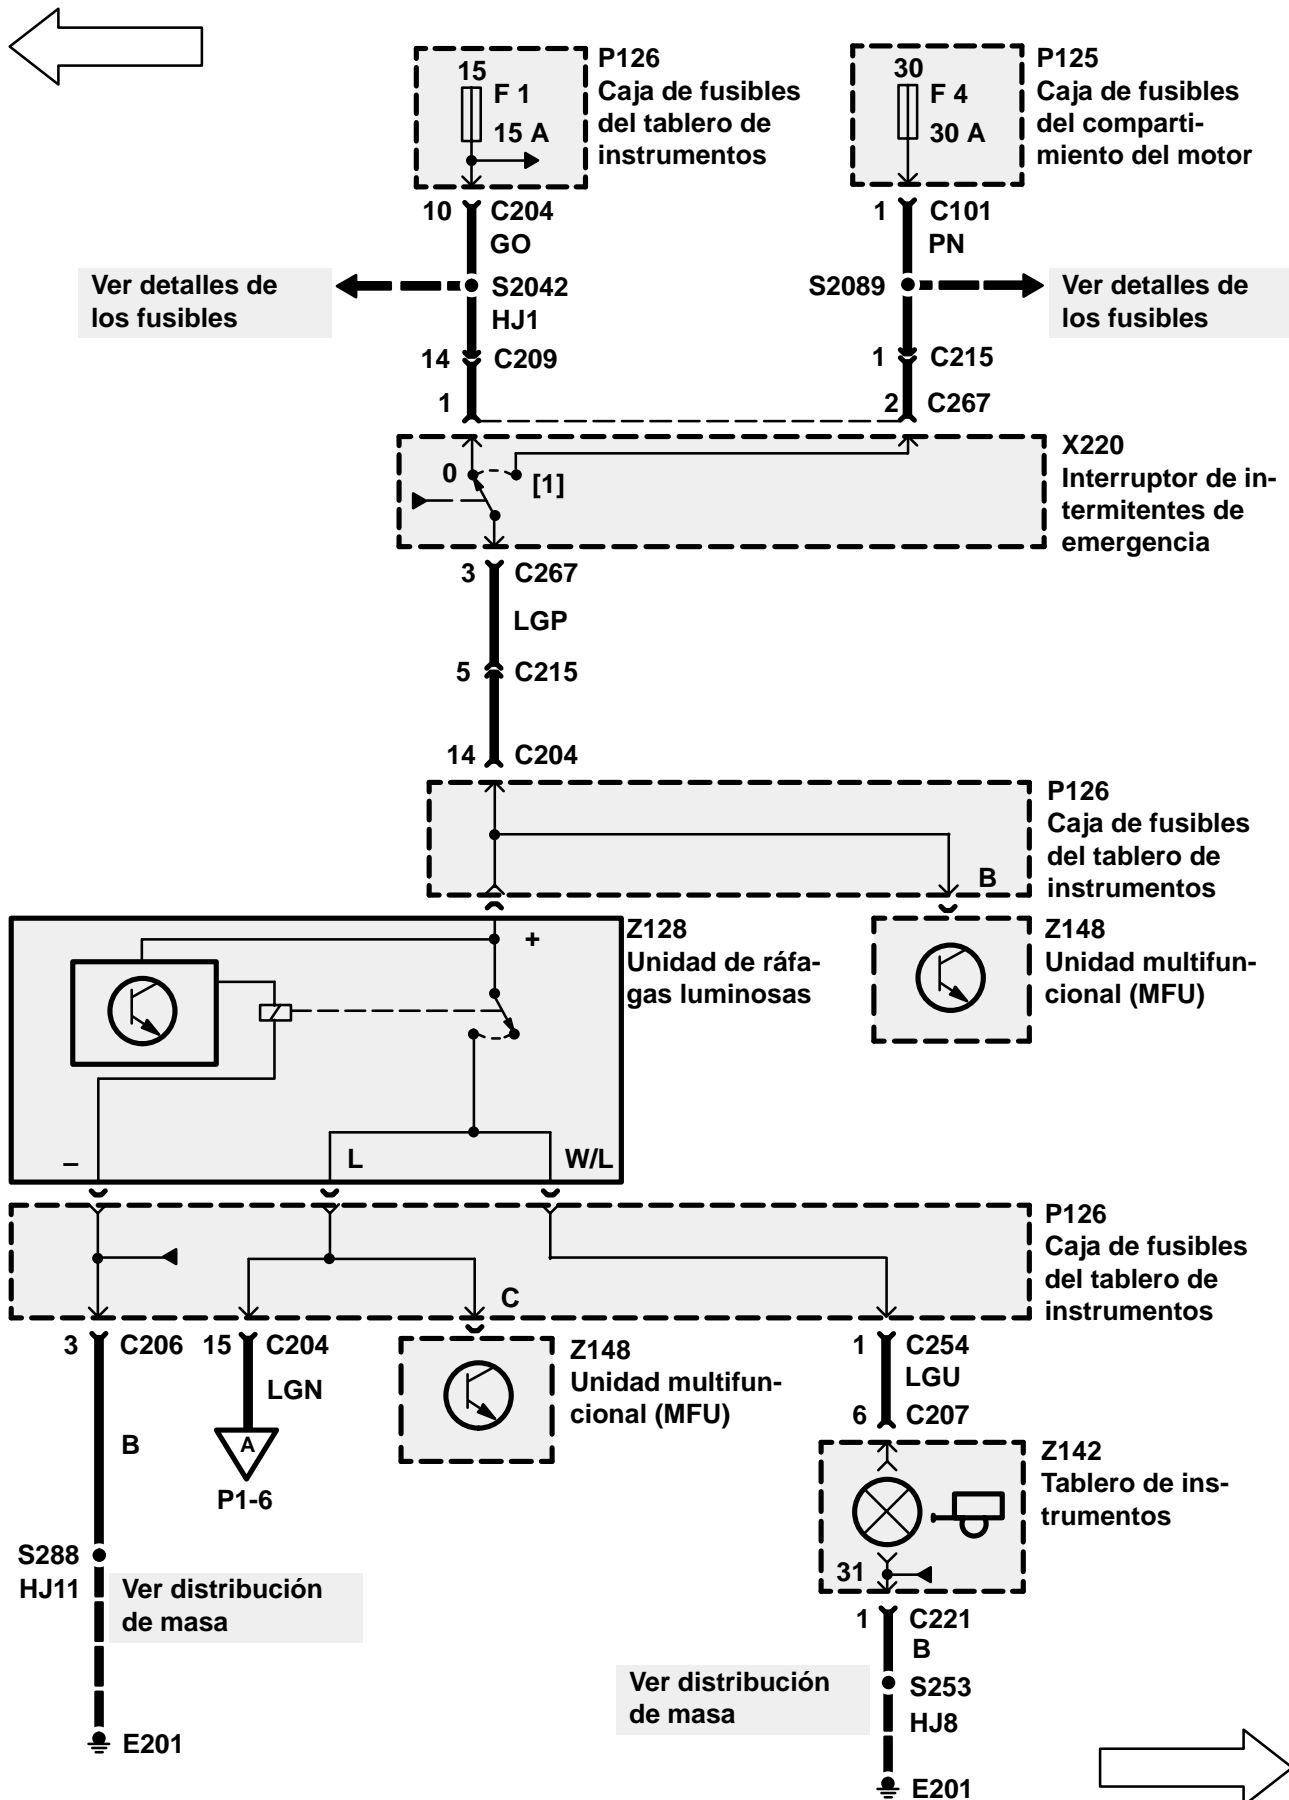 15
F 1
15 A
P126
Caja de fusibles
del tablero de
instrumentos
30
F 4
30 A
P125
Caja de fusibles
del comparti-
miento del motor
10 C204
GO
1 C101
PN
Ver detalles de
los fusibles
S2042
HJ1
S2089
Ver detalles de
los fusibles
14 C209
1 C215
1
2 C267
0
[1]
X220
Interruptor de in-
termitentes de
emergencia
3 C267
LGP
5 C215
14 C204
P126
Caja de fusibles
del tablero de
instrumentos
B
+
Z128
Unidad de ráfa-
gas luminosas
Z148
Unidad multifun-
cional (MFU)
–
L
W/L
P126
Caja de fusibles
del tablero de
instrumentos
C
3 C206
15 C204
LGN
Z148
Unidad multifun-
cional (MFU)
1 C254
LGU
6 C207
B
A
P1-6
Z142
Tablero de ins-
trumentos
31
S288
HJ11
Ver distribución
de masa
1 C221
B
Ver distribución
de masa
S253
HJ8
E201
E201